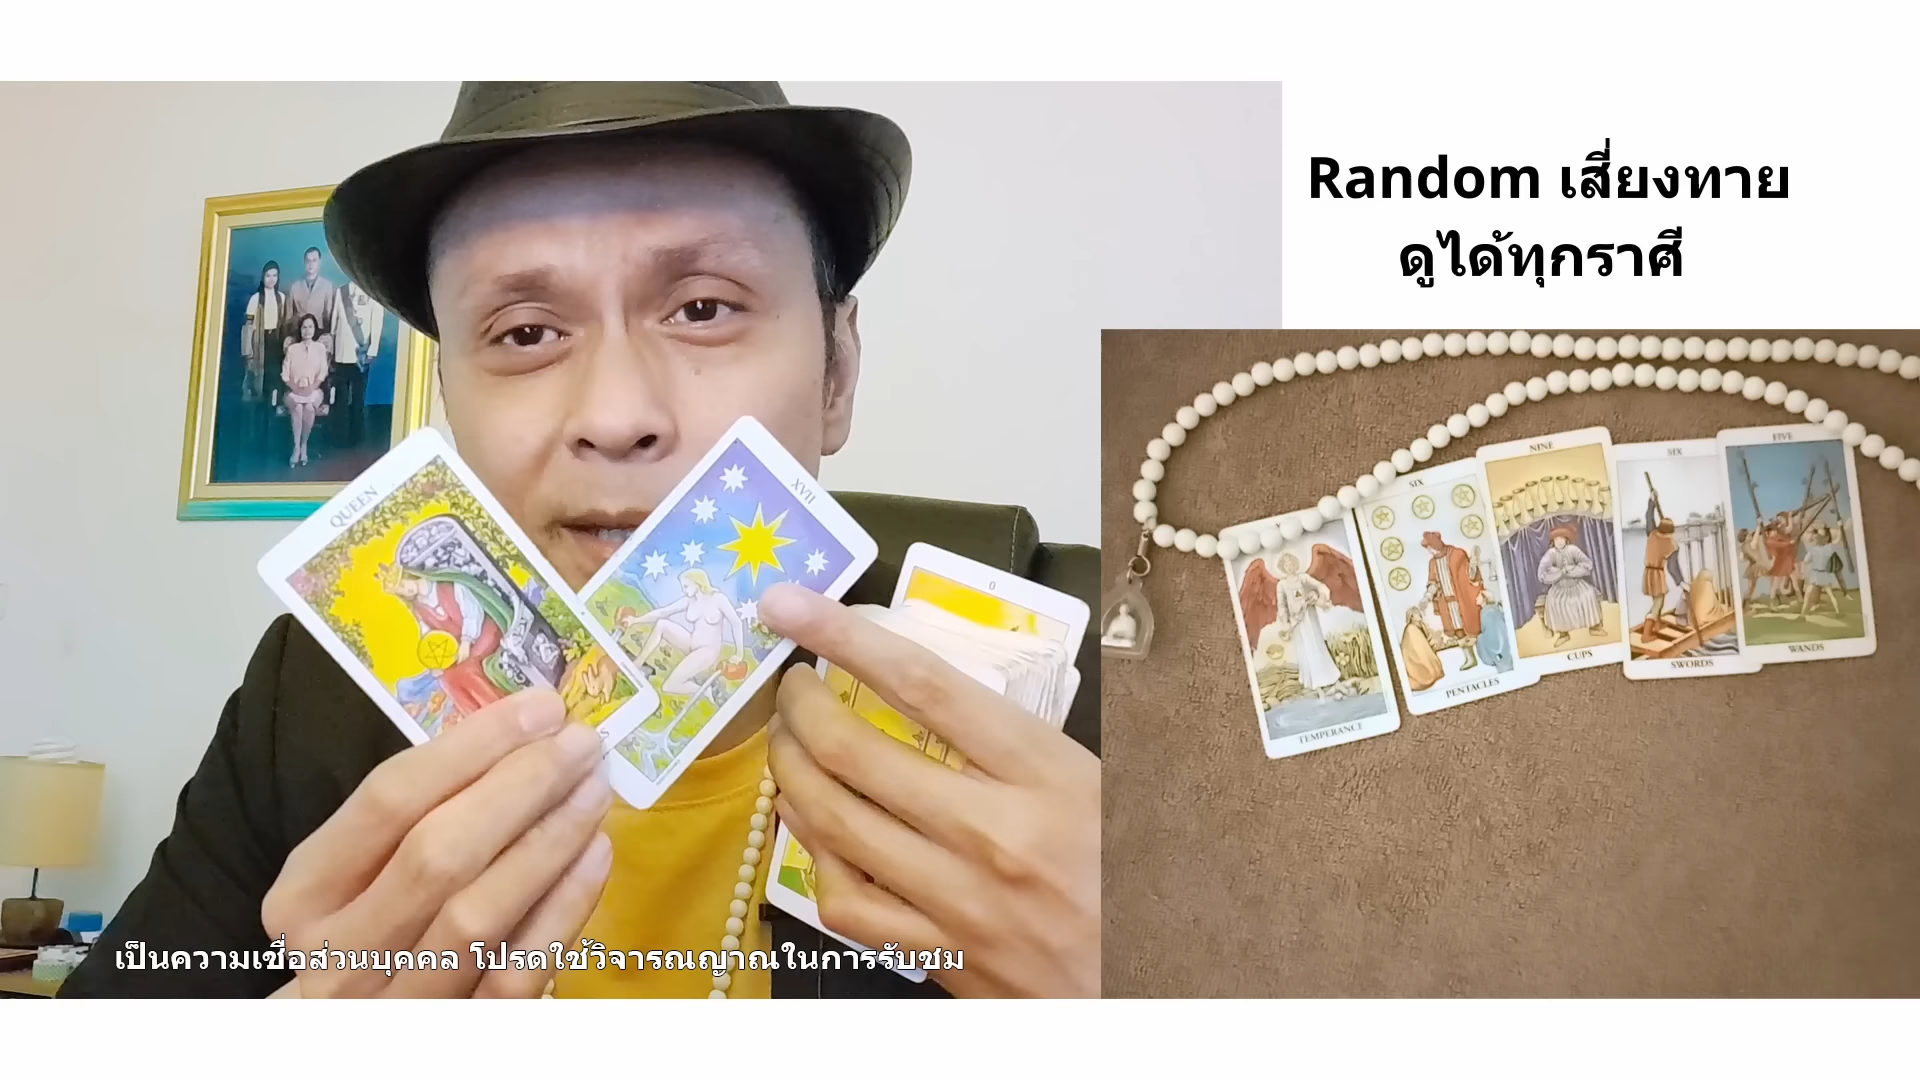 Random เสี่ยงทาย
ดูได้ทุกราศี
QUEEN
XVII
0
SIX
NINE
SIX
FIVE
TEMPERANCE
PENTACLES
CUPS
SWORDS
WANDS
เป็นความเชื่อส่วนบุคคล โปรดใช้วิจารณญาณในการรับชม